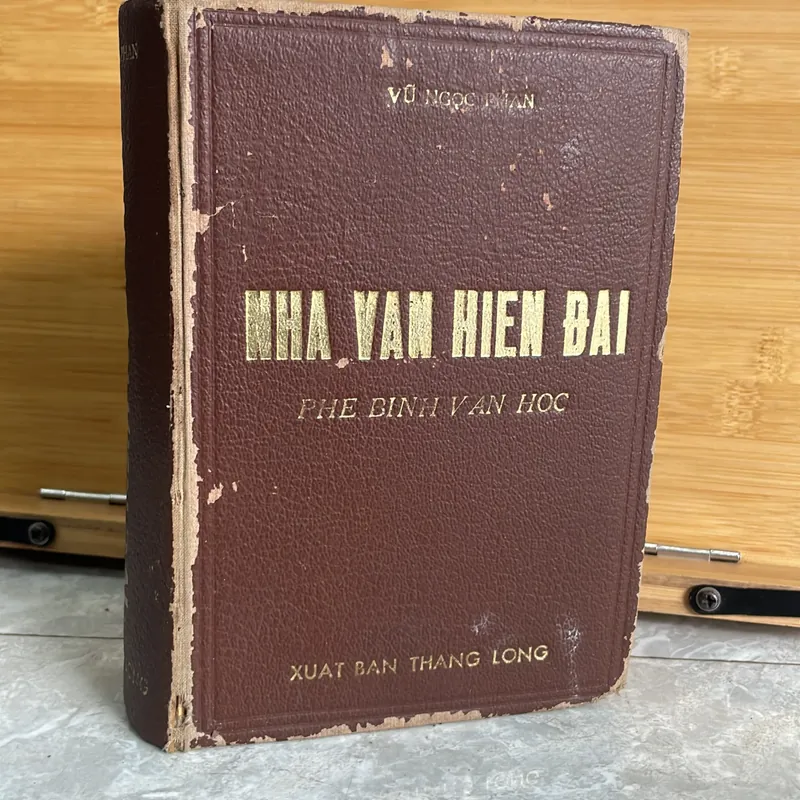 VŨ NGỌC PHAN
NHA VAN HIEN ĐAI
PHE BINH VAN HOC
XUAT BAN THANG LONG